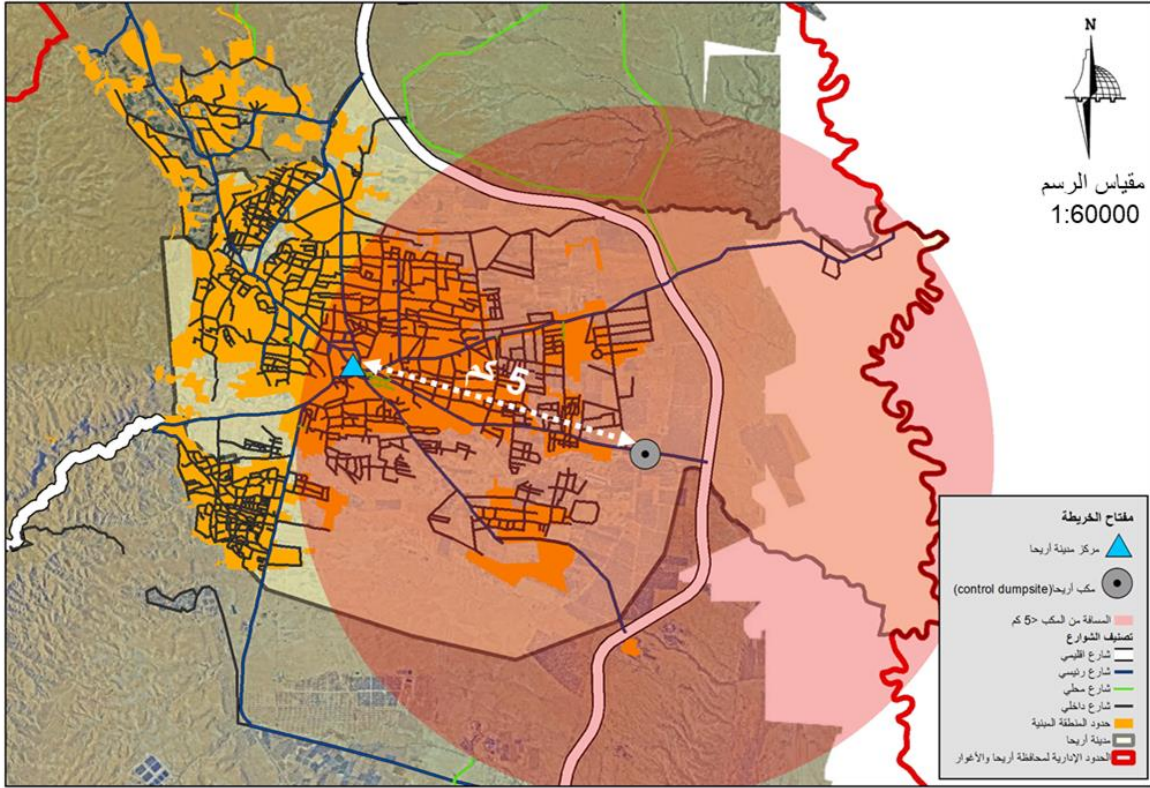 N
مقياس الرسم
1:60000
5 كم
مفتاح الخريطة
مركز مدينة أريحا
مكب أريحا(control dumpsite)
المسافة من المكب <5 كم
تصنيف الشوارع
شارع اقليمي
شارع رئيسي
شارع محلي
شارع داخلي
حدود المنطقة المبنية
مدينة أريحا
الحدود الإدارية لمحافظة أريحا والأغوار